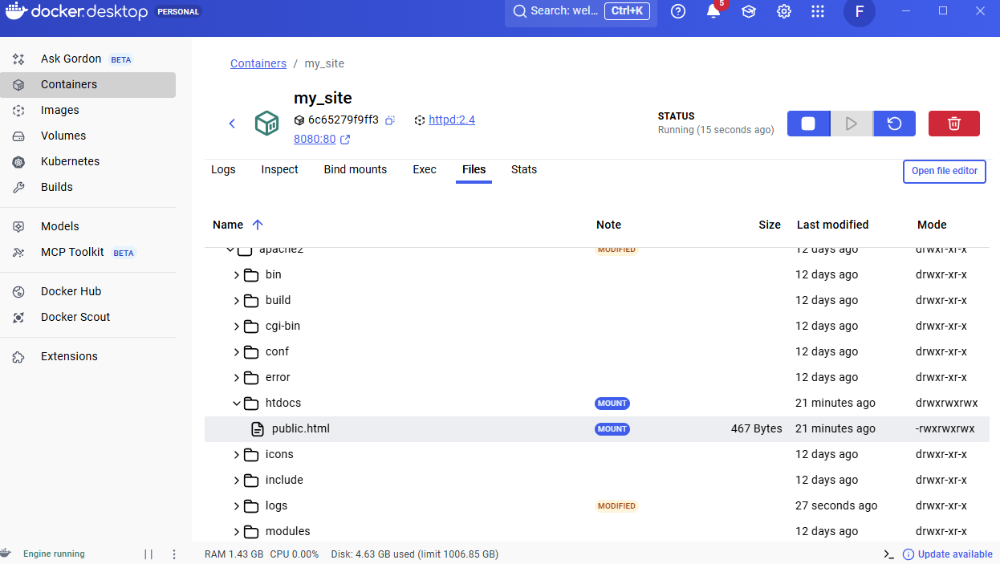 docker.desktop PERSONAL Search: wel... Ctrl+K 5 F
Ask Gordon BETA
Containers
Images
Volumes
Kubernetes
Builds
Models
MCP Toolkit BETA
Docker Hub
Docker Scout
Extensions
Containers / my_site
my_site
6c65279f9ff3 httpd:2.4
8080:80
STATUS
Running (15 seconds ago)
Logs Inspect Bind mounts Exec Files Stats Open file editor
Name Note Size Last modified Mode
apache2 MODIFIED 12 days ago drwxr-xr-x
bin 12 days ago drwxr-xr-x
build 12 days ago drwxr-xr-x
cgi-bin 12 days ago drwxr-xr-x
conf 12 days ago drwxr-xr-x
error 12 days ago drwxr-xr-x
htdocs MOUNT 21 minutes ago drwxrwxrwx
public.html MOUNT 467 Bytes 21 minutes ago -rwxrwxrwx
icons 12 days ago drwxr-xr-x
include 12 days ago drwxr-xr-x
logs MODIFIED 27 seconds ago drwxr-xr-x
modules 12 days ago drwxr-xr-x
Engine running RAM 1.43 GB CPU 0.00% Disk: 4.63 GB used (limit 1006.85 GB) Update available